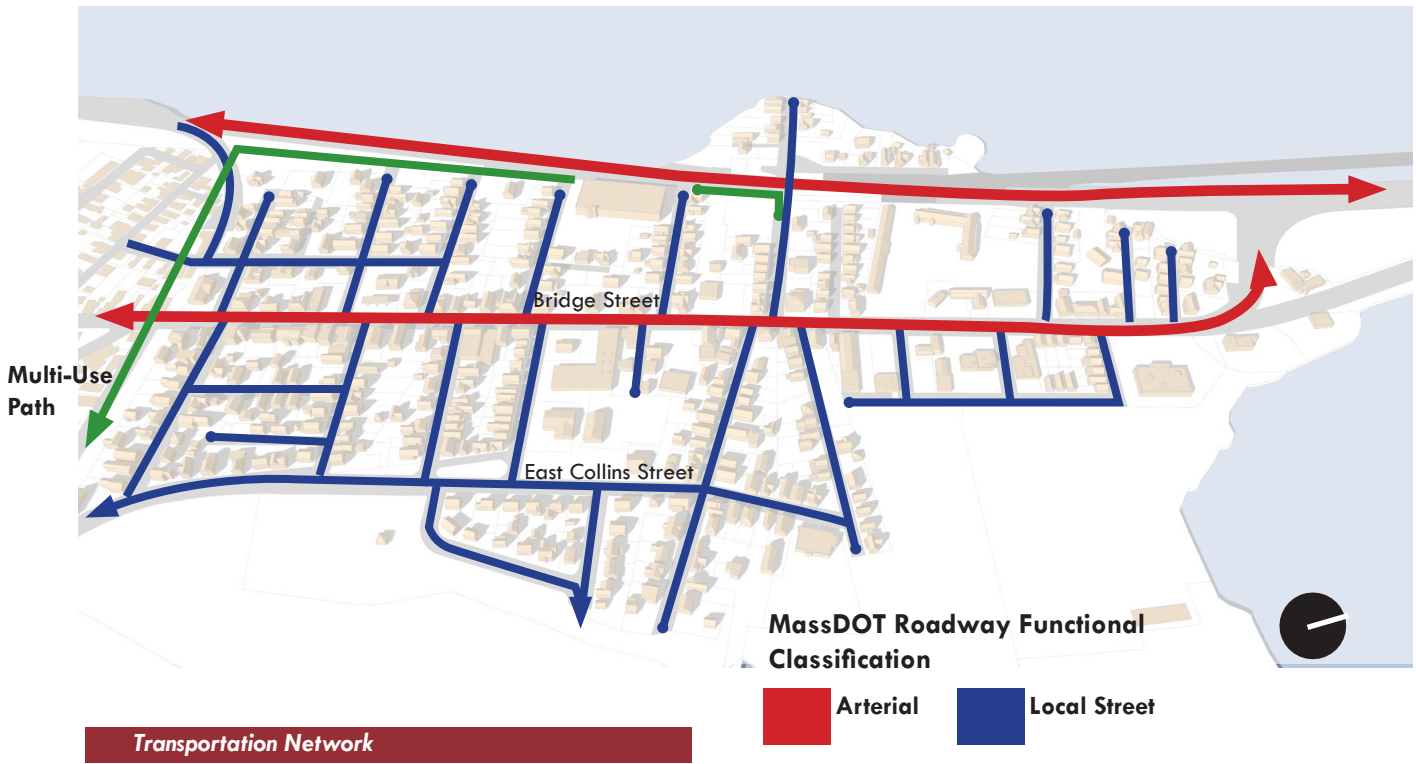 Bridge Street
Multi-Use
Path
East Collins Street
MassDOT Roadway Functional
Classification
Arterial
Local Street
Transportation Network